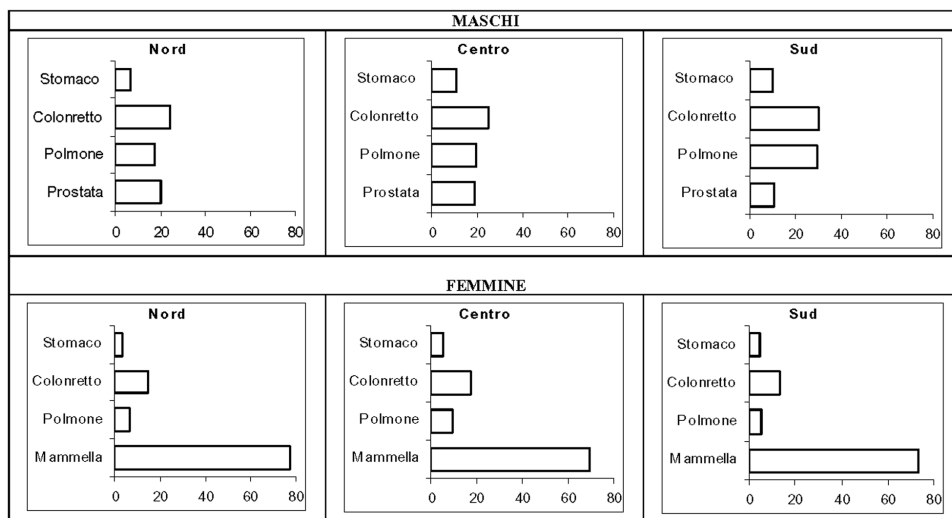 MASCHI
Nord
Stomaco
Colonretto
Polmone
Prostata
0 20 40 60 80
Centro
Stomaco
Colonretto
Polmone
Prostata
0 20 40 60 80
Sud
Stomaco
Colonretto
Polmone
Prostata
0 20 40 60 80
FEMMINE
Nord
Stomaco
Colonretto
Polmone
Mammella
0 20 40 60 80
Centro
Stomaco
Colonretto
Polmone
Mammella
0 20 40 60 80
Sud
Stomaco
Colonretto
Polmone
Mammella
0 20 40 60 80